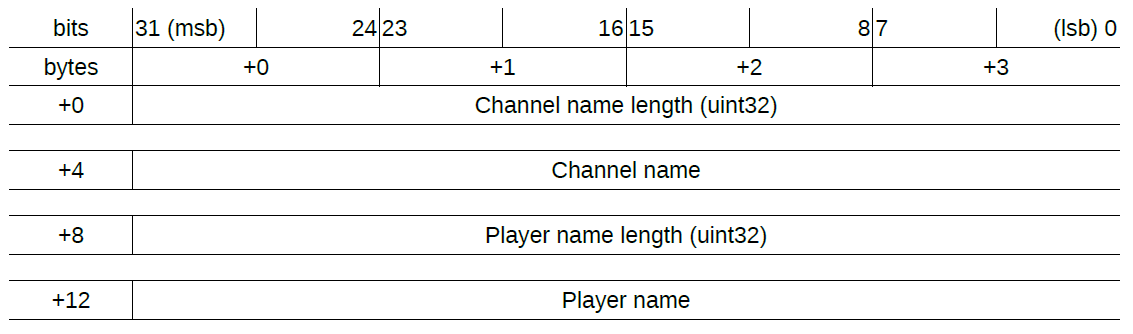 bits 31 (msb) 24 23 16 15 8 7 (lsb) 0
bytes +0 +1 +2 +3
+0 Channel name length (uint32)
+4 Channel name
+8 Player name length (uint32)
+12 Player name